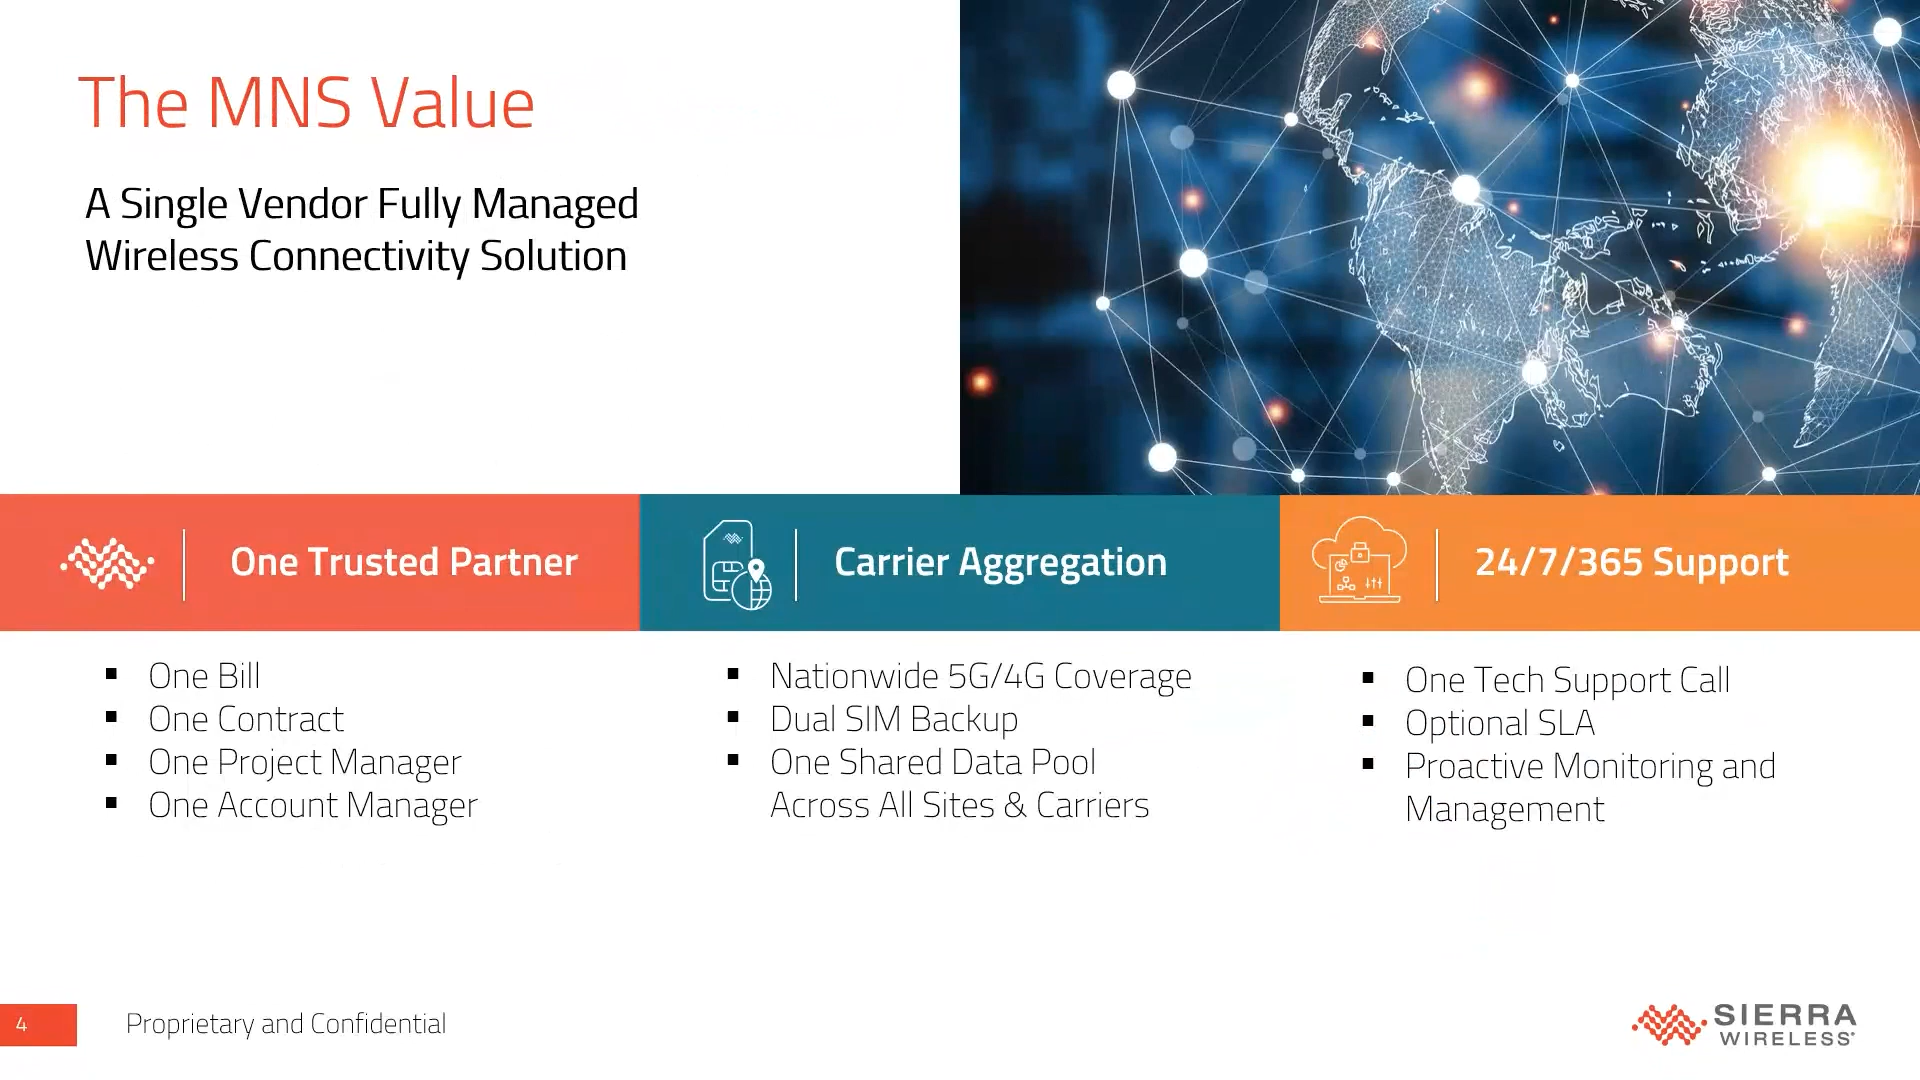 The MNS Value
A Single Vendor Fully Managed
Wireless Connectivity Solution
One Trusted Partner
Carrier Aggregation
24/7/365 Support
▪ One Bill
▪ One Contract
▪ One Project Manager
▪ One Account Manager
▪ Nationwide 5G/4G Coverage
▪ Dual SIM Backup
▪ One Shared Data Pool
Across All Sites & Carriers
▪ One Tech Support Call
▪ Optional SLA
▪ Proactive Monitoring and
Management
4
Proprietary and Confidential
SIERRA
WIRELESS®